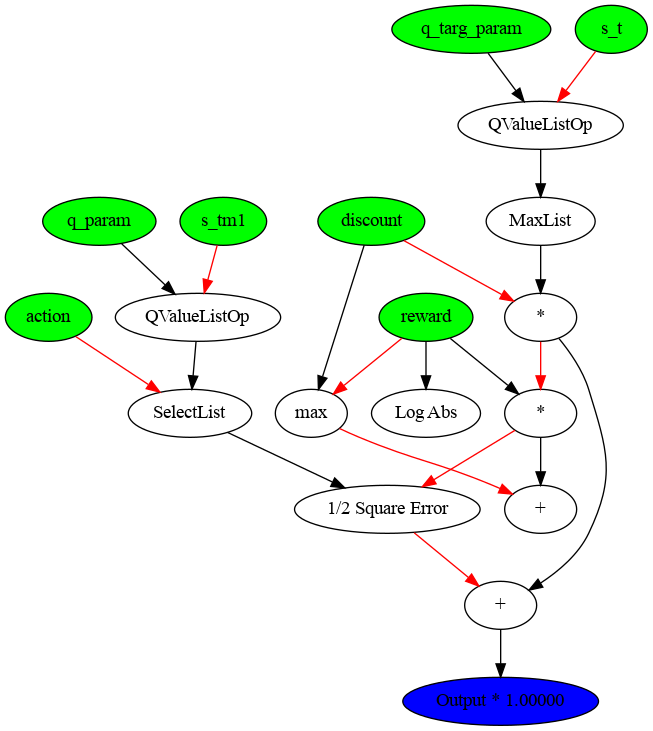 q_targ_param
s_t
QValueListOp
q_param
s_tm1
discount
MaxList
action
QValueListOp
reward
*
SelectList
max
Log Abs
*
1/2 Square Error
+
+
Output * 1.00000